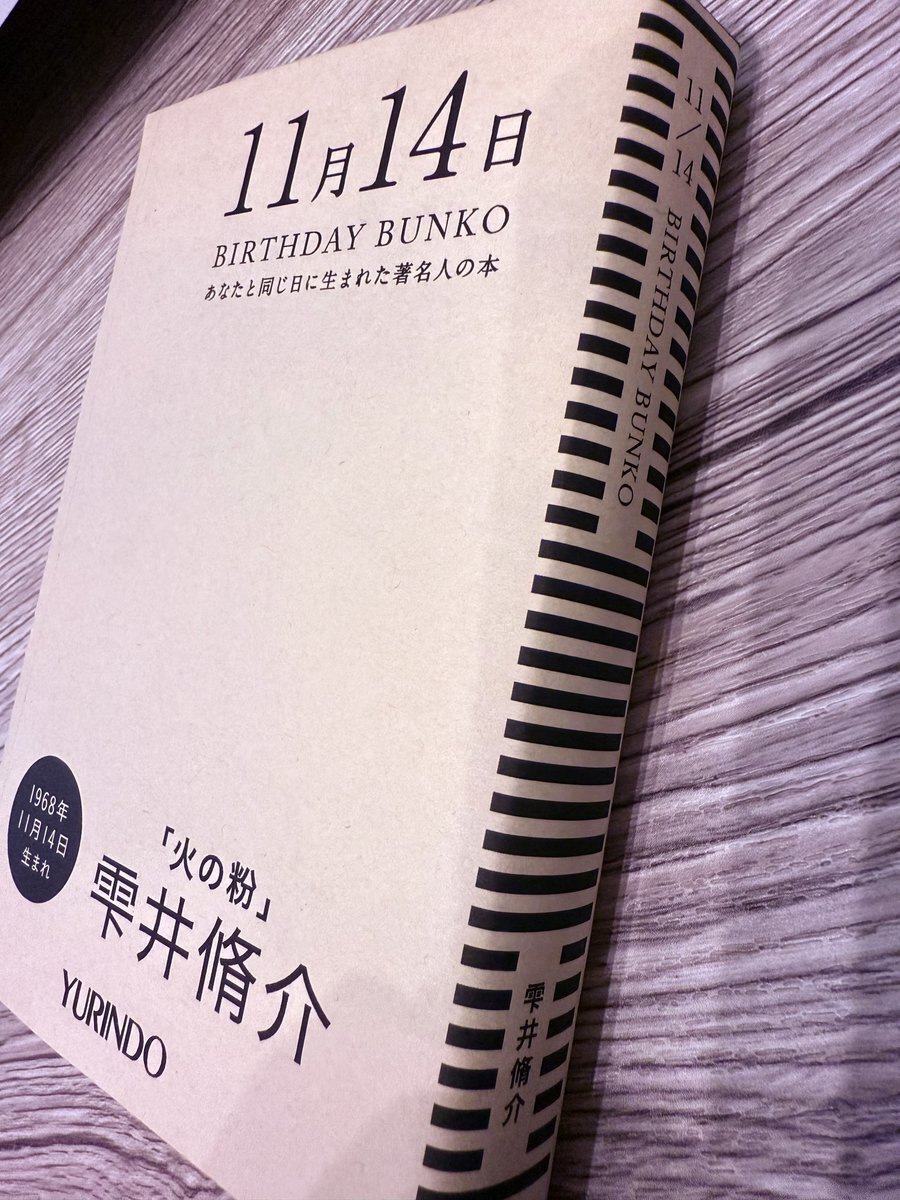 11月14日
BIRTHDAY BUNKO
あなたと同じ日に生まれた著名人の本
1968年
11月14日
生まれ
「火の粉」
雫井脩介
YURINDO
11/14 BIRTHDAY BUNKO
雫井脩介